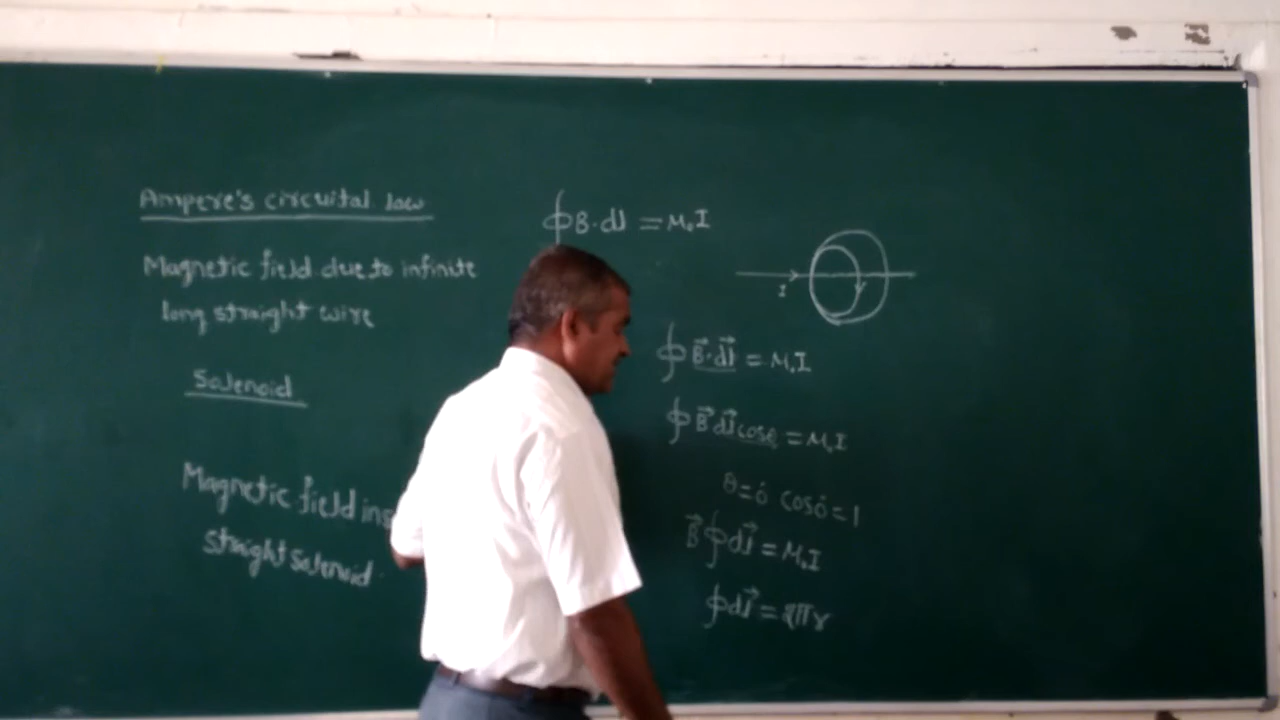 Ampere's circuital law
Magnetic field due to infinite
long straight wire
Solenoid
Magnetic field ins
straight Solenoid
∮B·dl = μ₀I
I
∮B⃗·dl⃗ = μ₀I
∮B⃗ dl⃗ cosθ = μ₀I
θ=0° cos0°=1
B⃗∮dl⃗ = μ₀I
∮dl⃗ = 2πr